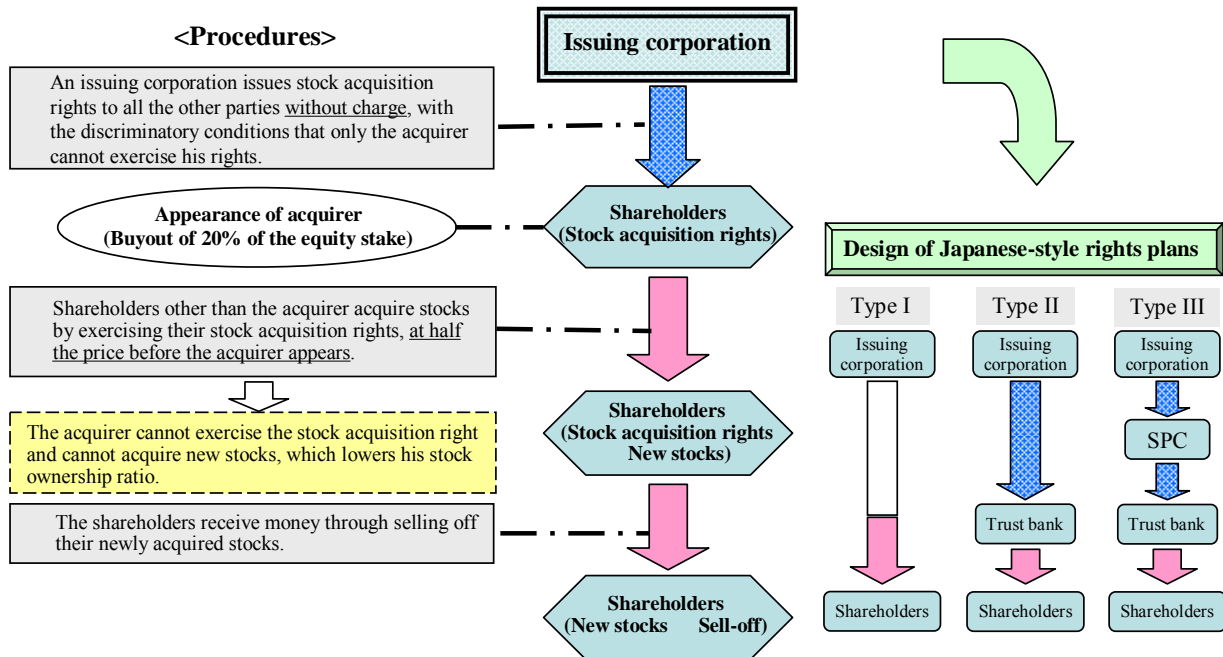 <Procedures>
Issuing corporation
An issuing corporation issues stock acquisition
rights to all the other parties without charge, with
the discriminatory conditions that only the acquirer
cannot exercise his rights.
Appearance of acquirer
(Buyout of 20% of the equity stake)
Shareholders
(Stock acquisition rights)
Shareholders other than the acquirer acquire stocks
by exercising their stock acquisition rights, at half
the price before the acquirer appears.
The acquirer cannot exercise the stock acquisition right
and cannot acquire new stocks, which lowers his stock
ownership ratio.
Shareholders
(Stock acquisition rights
New stocks)
The shareholders receive money through selling off
their newly acquired stocks.
Shareholders
(New stocks Sell-off)
Design of Japanese-style rights plans
Type I
Issuing
corporation
Shareholders
Type II
Issuing
corporation
Trust bank
Shareholders
Type III
Issuing
corporation
SPC
Trust bank
Shareholders